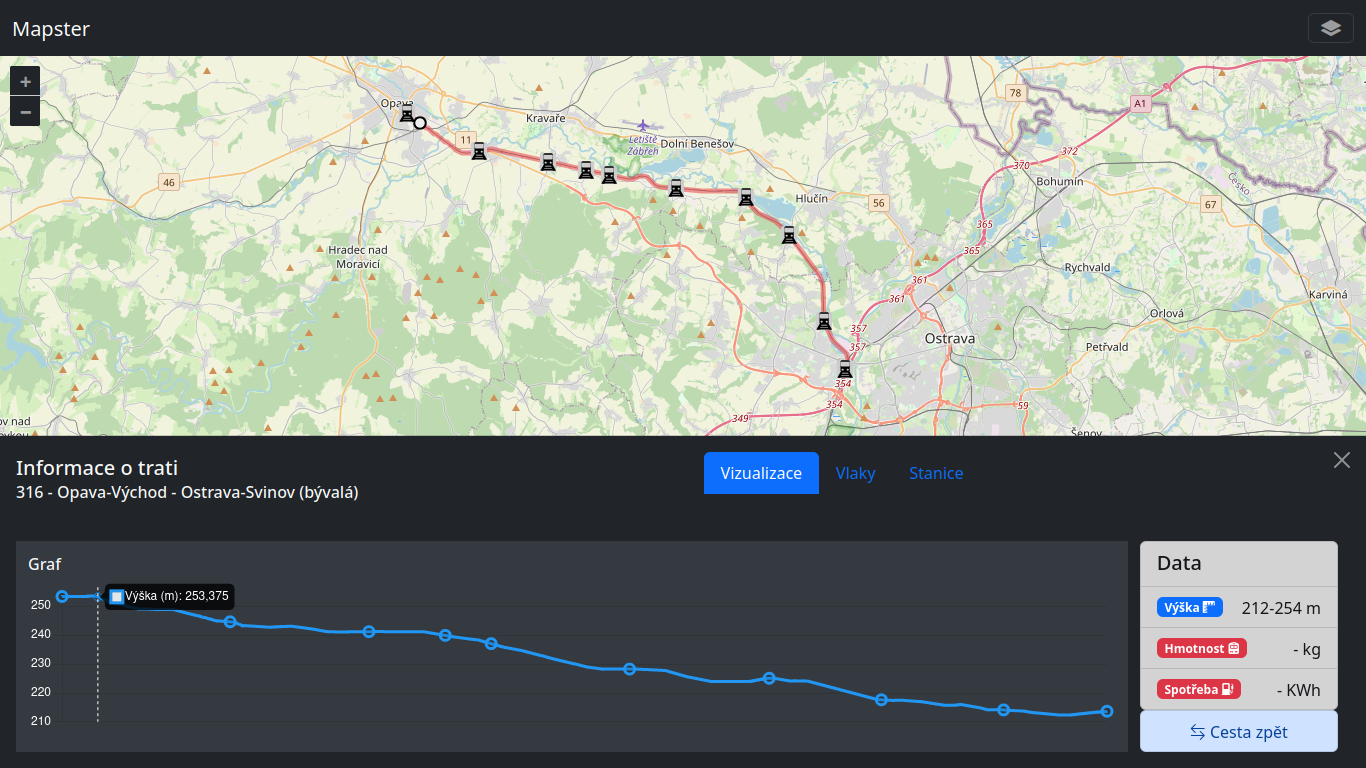 Mapster
+
−
Opava
Kravaře
11
Letiště
Zábřeh
Dolní Benešov
78
A1
372
370
Bohumín
Česko
46
Hlučín
56
67
365
365
Hradec nad
Moravicí
Rychvald
361
361
Karviná
Orlová
357
357
Ostrava
Petřvald
354
354
349
59
Šenov
ov nad
vkou
Informace o trati
316 - Opava-Východ - Ostrava-Svinov (bývalá)
Vizualizace
Vlaky
Stanice
Graf
Výška (m): 253,375
250
240
230
220
210
Data
Výška 212-254 m
Hmotnost - kg
Spotřeba - KWh
Cesta zpět